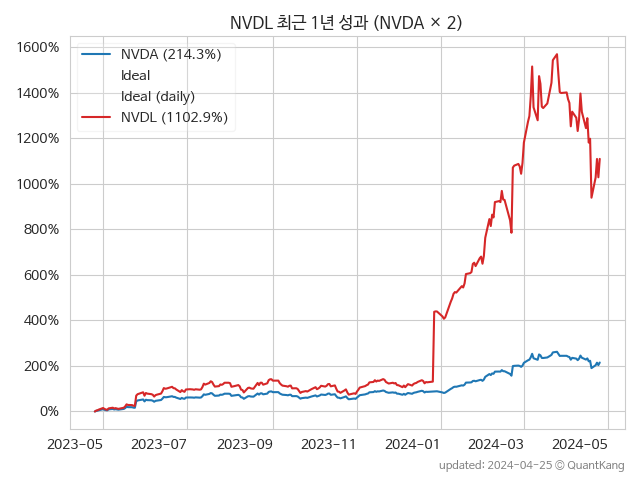 NVDL 최근 1년 성과 (NVDA × 2)
1600%
1400%
1200%
1000%
800%
600%
400%
200%
0%
NVDA (214.3%)
Ideal
Ideal (daily)
NVDL (1102.9%)
2023-05 2023-07 2023-09 2023-11 2024-01 2024-03 2024-05
updated: 2024-04-25 © QuantKang